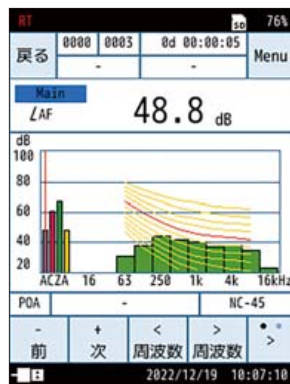 RT SD 76%
戻る 0000 0003 0d 00:00:05 Menu
- -
Main
LAF 48.8 dB
dB
100
80
60
40
20
ACZA 16 63 250 1k 4k 16kHz
POA - NC-45
- + < > >
前 次 周波数 周波数
2022/12/19 10:07:10